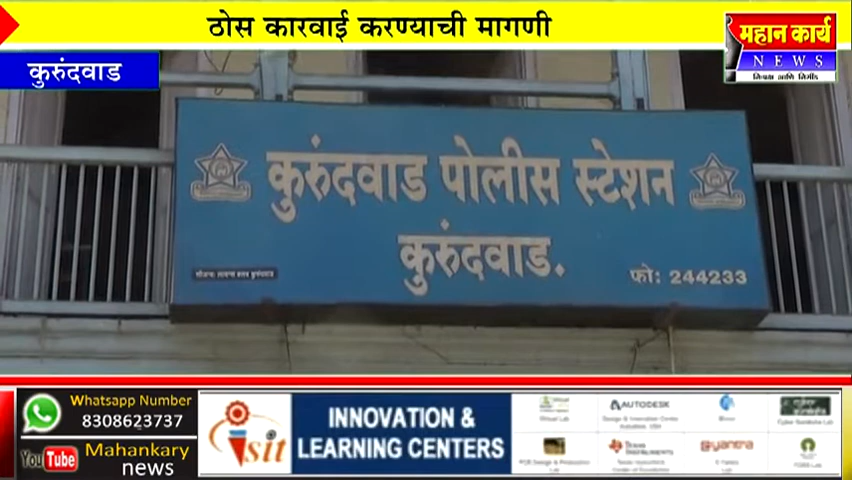 ठोस कारवाई करण्याची मागणी
महान कार्य
NEWS
कुरुंदवाड
कुरुंदवाड पोलीस स्टेशन
कुरुंदवाड.
फो: 244233
Whatsapp Number
8308623737
YouTube
Mahankary
news
isit
INNOVATION &
LEARNING CENTERS
AUTODESK